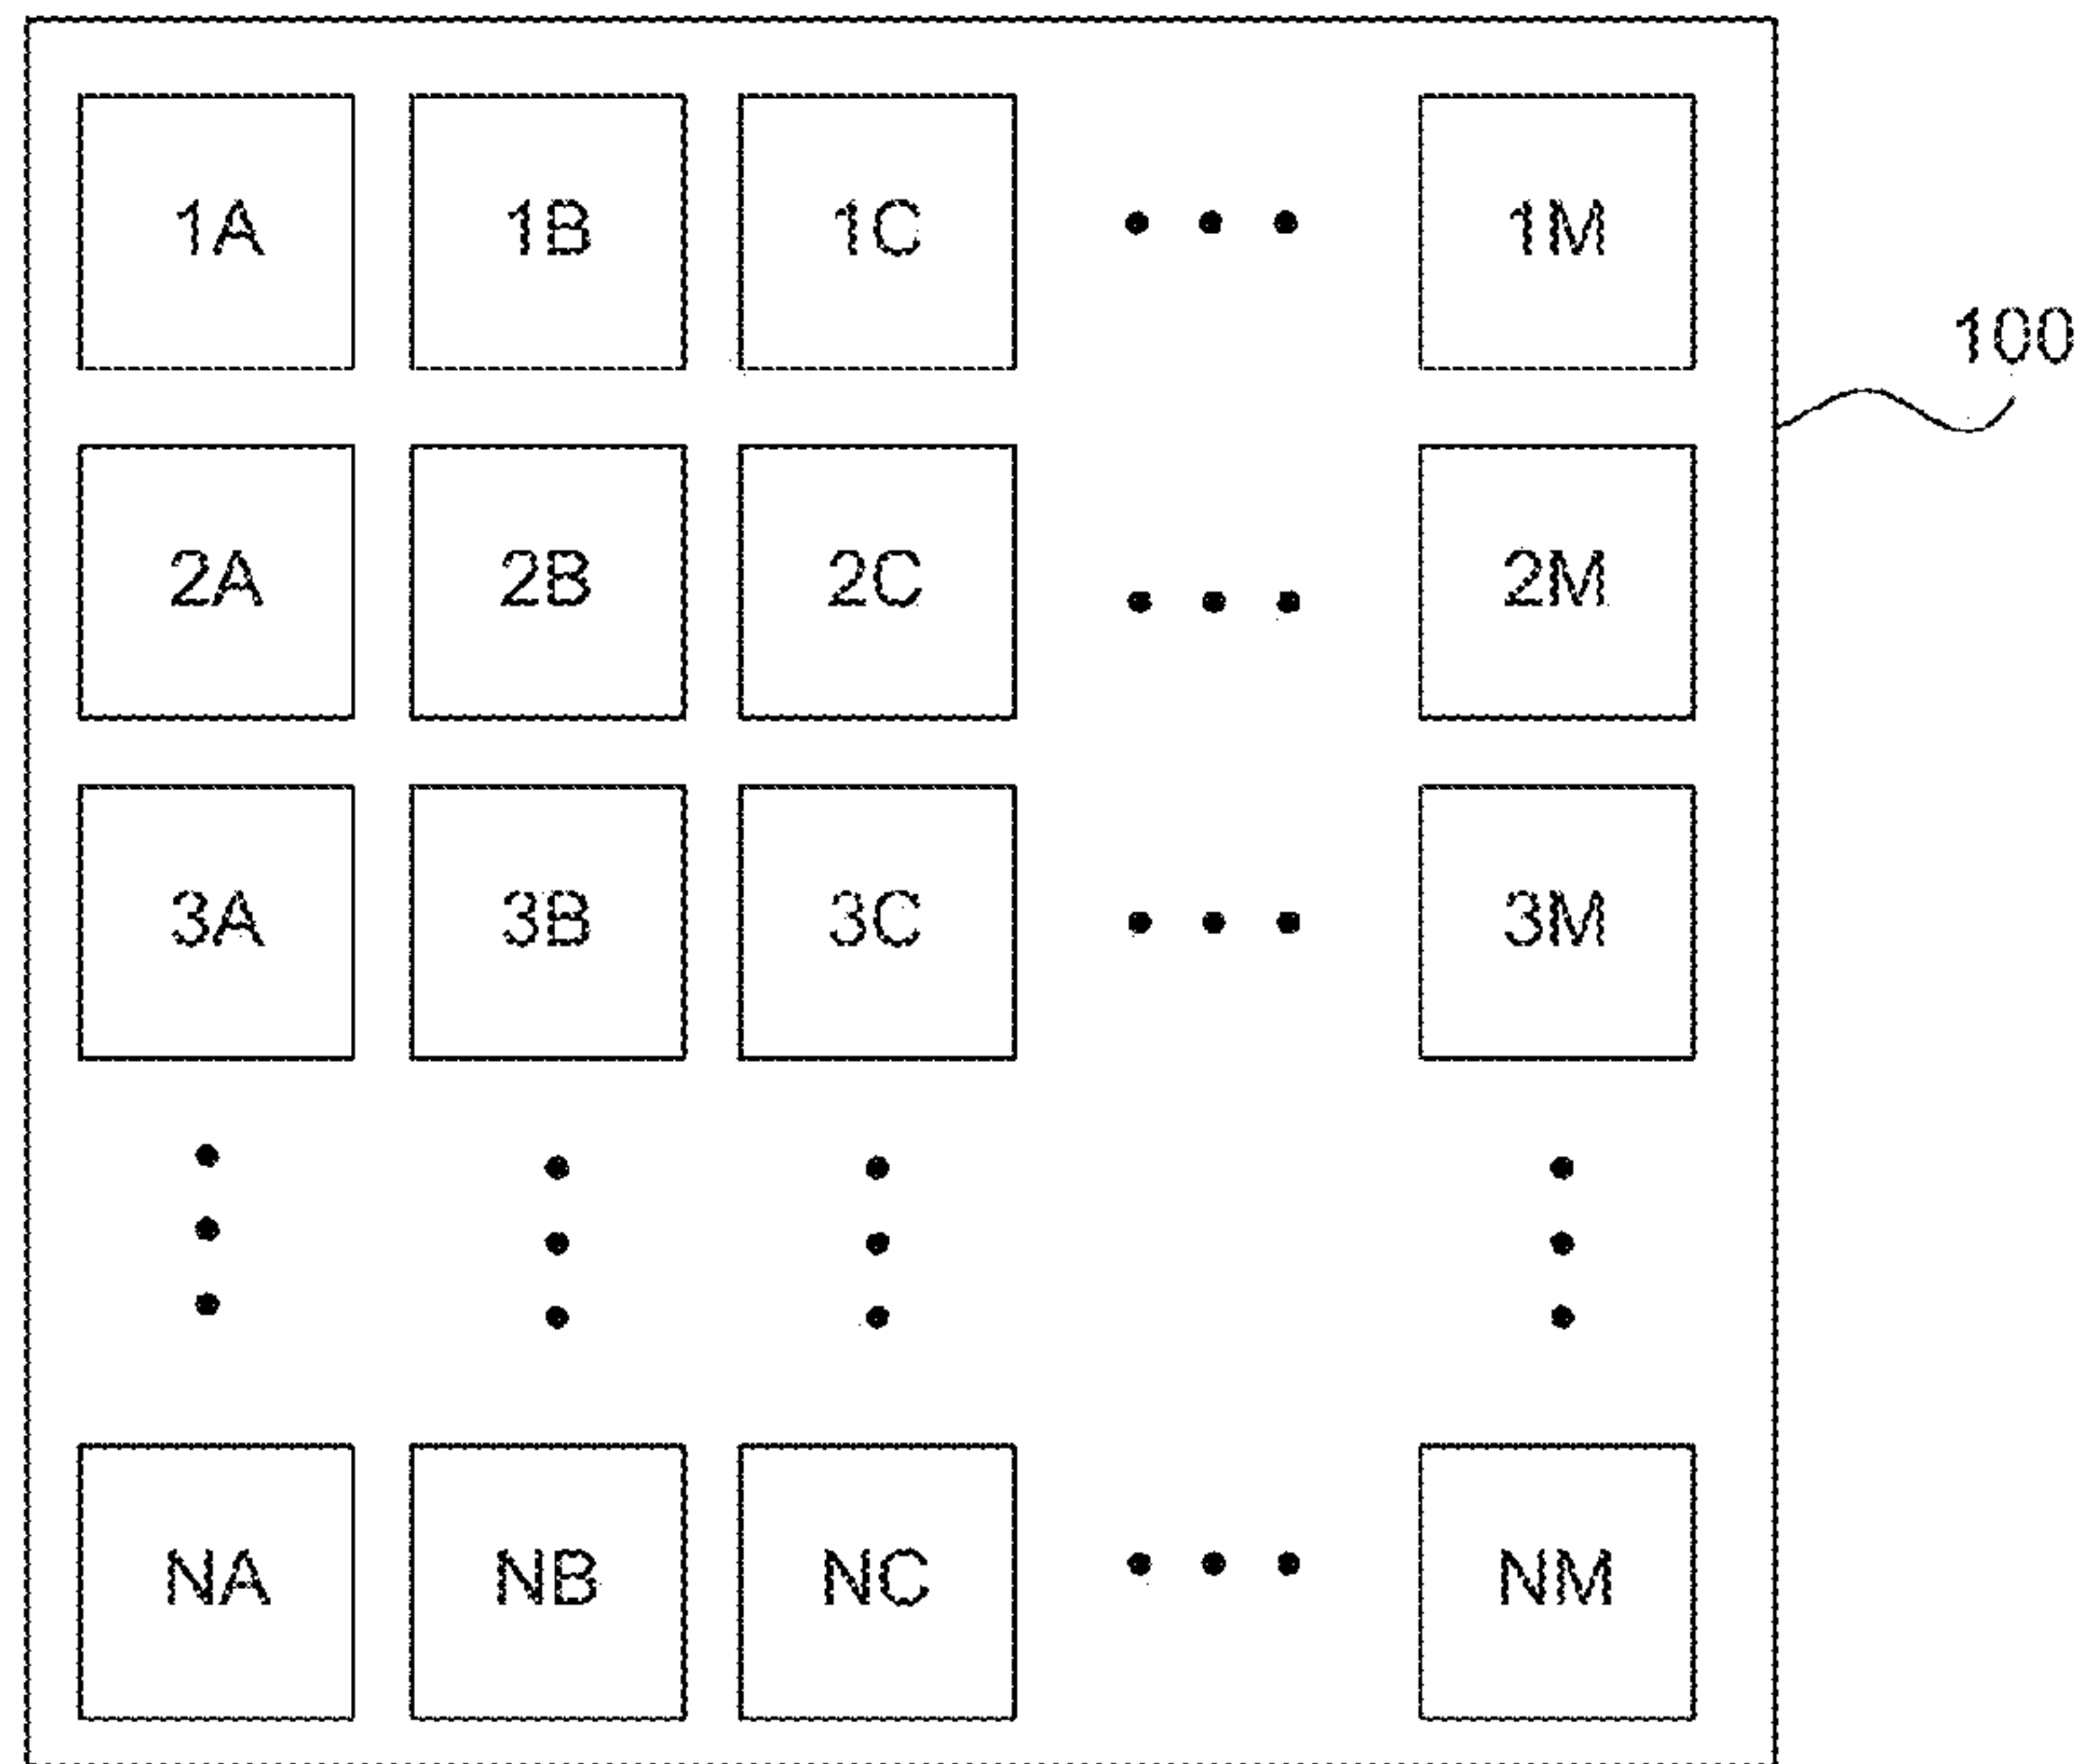 1A 1B 1C • • • 1M
100
2A 2B 2C • • • 2M
3A 3B 3C • • • 3M
NA NB NC • • • NM